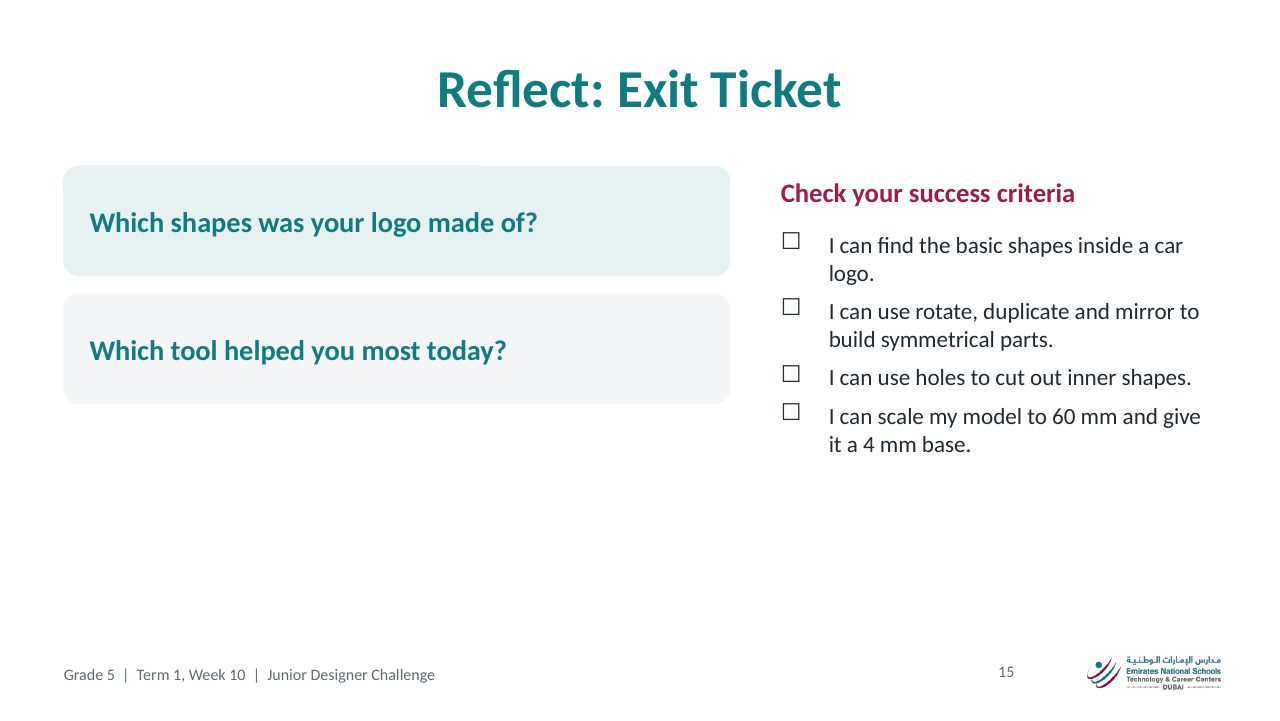 Reflect: Exit Ticket
Which shapes was your logo made of?
Which tool helped you most today?
Check your success criteria
☐ I can find the basic shapes inside a car
logo.
☐ I can use rotate, duplicate and mirror to
build symmetrical parts.
☐ I can use holes to cut out inner shapes.
☐ I can scale my model to 60 mm and give
it a 4 mm base.
Grade 5 | Term 1, Week 10 | Junior Designer Challenge
15
مدارس الإمارات الوطنية
Emirates National Schools
Technology & Career Centers
DUBAI